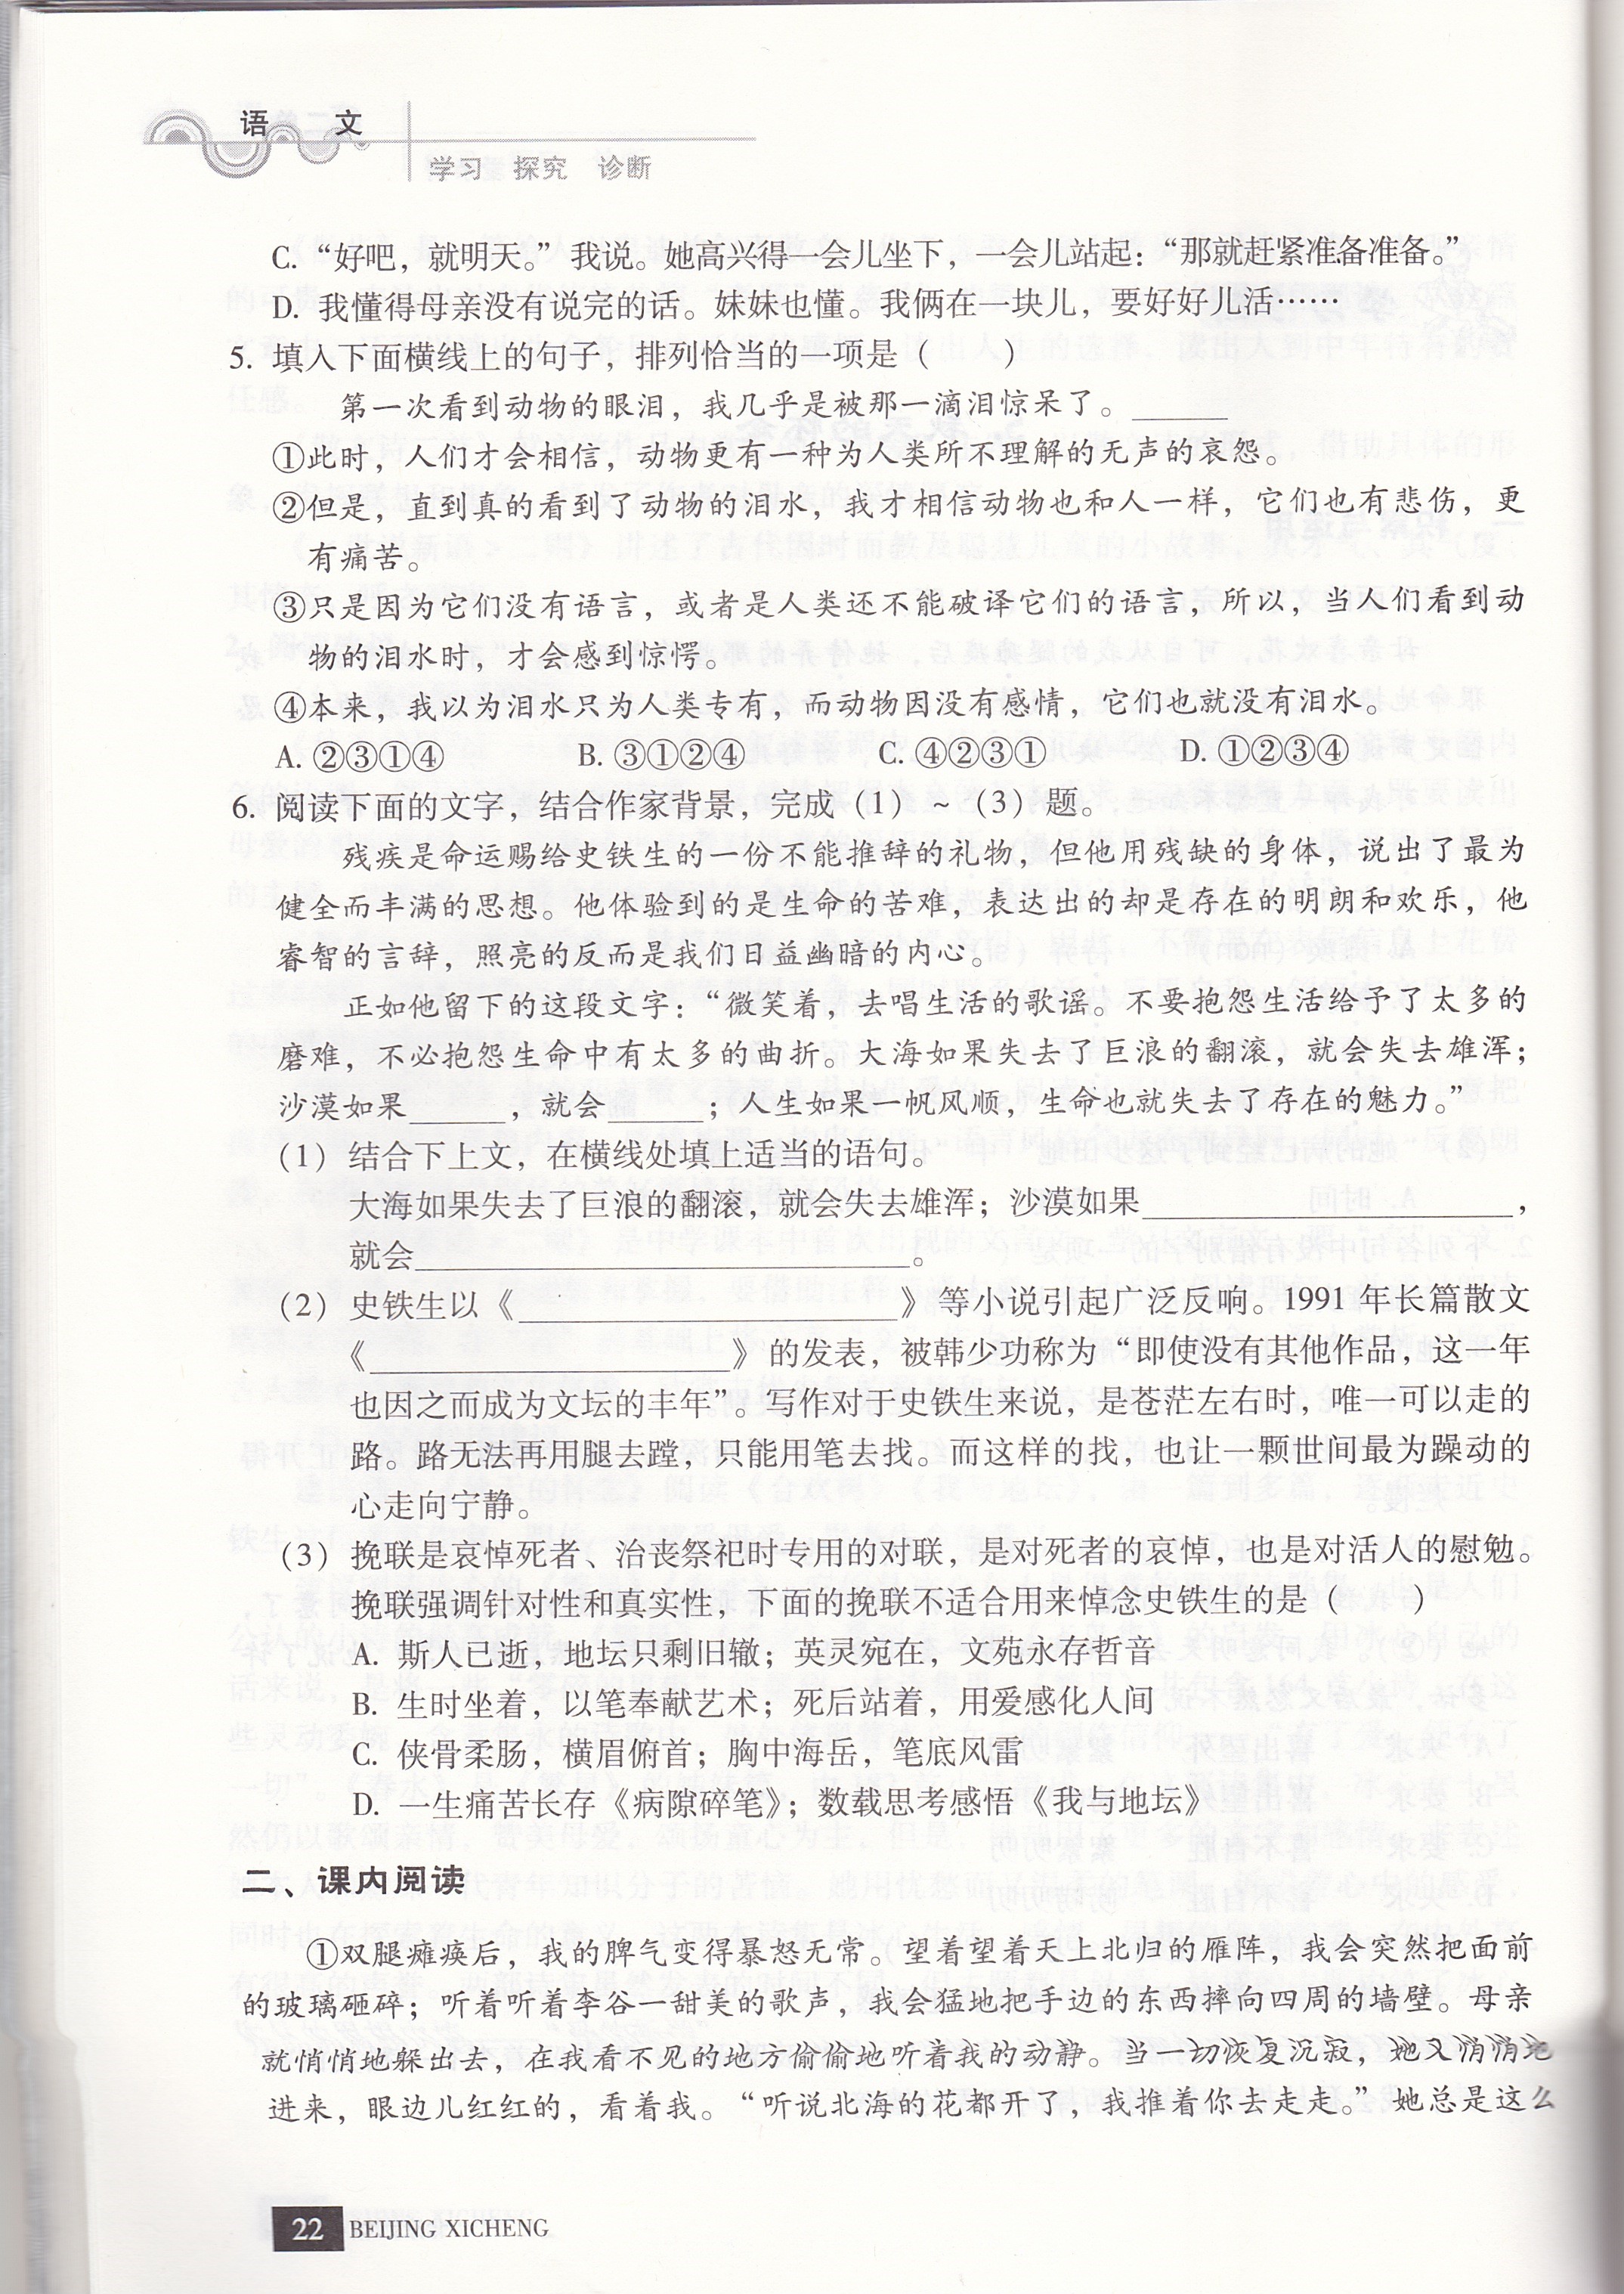 语 文
学习 探究 诊断
C. “好吧，就明天。” 我说。她高兴得一会儿坐下，一会儿站起：“那就赶紧准备准备。”
D. 我懂得母亲没有说完的话。妹妹也懂。我俩在一块儿，要好好儿活……
5. 填入下面横线上的句子，排列恰当的一项是（　　）
第一次看到动物的眼泪，我几乎是被那一滴泪惊呆了。______
①此时，人们才会相信，动物更有一种为人类所不理解的无声的哀怨。
②但是，直到真的看到了动物的泪水，我才相信动物也和人一样，它们也有悲伤，更
有痛苦。
③只是因为它们没有语言，或者是人类还不能破译它们的语言，所以，当人们看到动
物的泪水时，才会感到惊愕。
④本来，我以为泪水只为人类专有，而动物因没有感情，它们也就没有泪水。
A. ②③①④　　B. ③①②④　　C. ④②③①　　D. ①②③④
6. 阅读下面的文字，结合作家背景，完成（1）～（3）题。
残疾是命运赐给史铁生的一份不能推辞的礼物，但他用残缺的身体，说出了最为
健全而丰满的思想。他体验到的是生命的苦难，表达出的却是存在的明朗和欢乐，他
睿智的言辞，照亮的反而是我们日益幽暗的内心。
正如他留下的这段文字：“微笑着，去唱生活的歌谣。不要抱怨生活给予了太多的
磨难，不必抱怨生命中有太多的曲折。大海如果失去了巨浪的翻滚，就会失去雄浑；
沙漠如果______，就会______；人生如果一帆风顺，生命也就失去了存在的魅力。”
（1）结合下上文，在横线处填上适当的语句。
大海如果失去了巨浪的翻滚，就会失去雄浑；沙漠如果______________________，
就会______________________________。
（2）史铁生以《______________________》等小说引起广泛反响。1991 年长篇散文
《______________________》的发表，被韩少功称为“即使没有其他作品，这一年
也因之而成为文坛的丰年”。写作对于史铁生来说，是苍茫左右时，唯一可以走的
路。路无法再用腿去蹚，只能用笔去找。而这样的找，也让一颗世间最为躁动的
心走向宁静。
（3）挽联是哀悼死者、治丧祭祀时专用的对联，是对死者的哀悼，也是对活人的慰勉。
挽联强调针对性和真实性，下面的挽联不适合用来悼念史铁生的是（　　）
A. 斯人已逝，地坛只剩旧辙；英灵宛在，文苑永存哲音
B. 生时坐着，以笔奉献艺术；死后站着，用爱感化人间
C. 侠骨柔肠，横眉俯首；胸中海岳，笔底风雷
D. 一生痛苦长存《病隙碎笔》；数载思考感悟《我与地坛》
二、课内阅读
①双腿瘫痪后，我的脾气变得暴怒无常。望着望着天上北归的雁阵，我会突然把面前
的玻璃砸碎；听着听着李谷一甜美的歌声，我会猛地把手边的东西摔向四周的墙壁。母亲
就悄悄地躲出去，在我看不见的地方偷偷地听着我的动静。当一切恢复沉寂，她又悄悄地
进来，眼边儿红红的，看着我。“听说北海的花都开了，我推着你去走走。” 她总是这么
22 BEIJING XICHENG